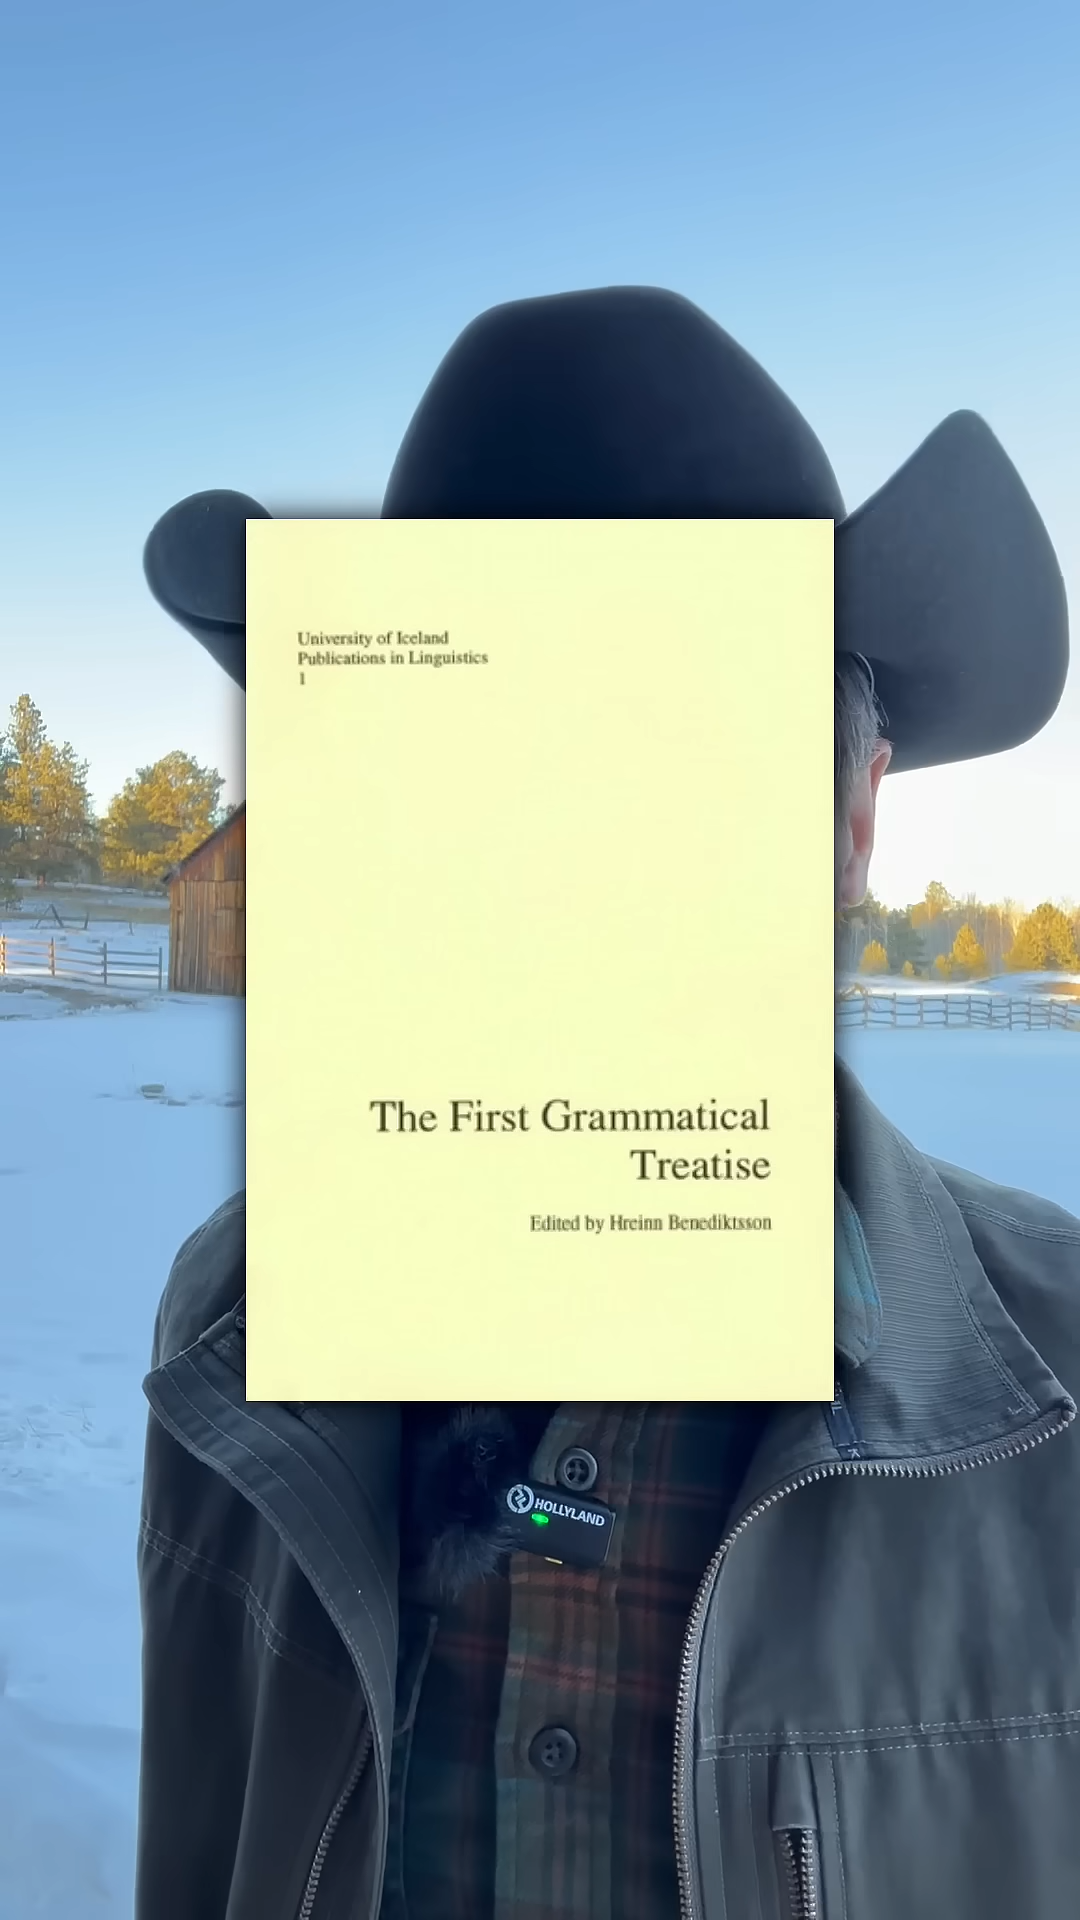 University of Iceland
Publications in Linguistics
1
The First Grammatical
Treatise
Edited by Hreinn Benediktsson
HOLLYLAND